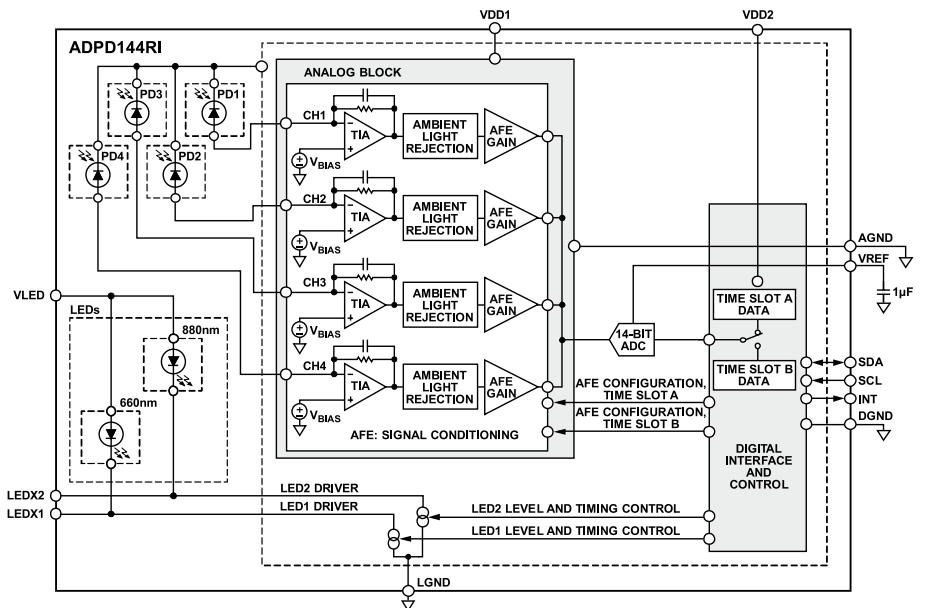 VDD1
VDD2
ADPD144RI
ANALOG BLOCK
PD3
PD1
PD4
PD2
CH1
TIA
VBIAS
AMBIENT
LIGHT
REJECTION
AFE
GAIN
CH2
TIA
VBIAS
AMBIENT
LIGHT
REJECTION
AFE
GAIN
CH3
TIA
VBIAS
AMBIENT
LIGHT
REJECTION
AFE
GAIN
CH4
TIA
VBIAS
AMBIENT
LIGHT
REJECTION
AFE
GAIN
AFE: SIGNAL CONDITIONING
VLED
LEDs
880nm
660nm
14-BIT
ADC
TIME SLOT A
DATA
TIME SLOT B
DATA
AFE CONFIGURATION,
TIME SLOT A
AFE CONFIGURATION,
TIME SLOT B
DIGITAL
INTERFACE
AND
CONTROL
AGND
VREF
1µF
SDA
SCL
INT
DGND
LEDX2
LEDX1
LED2 DRIVER
LED1 DRIVER
LED2 LEVEL AND TIMING CONTROL
LED1 LEVEL AND TIMING CONTROL
LGND